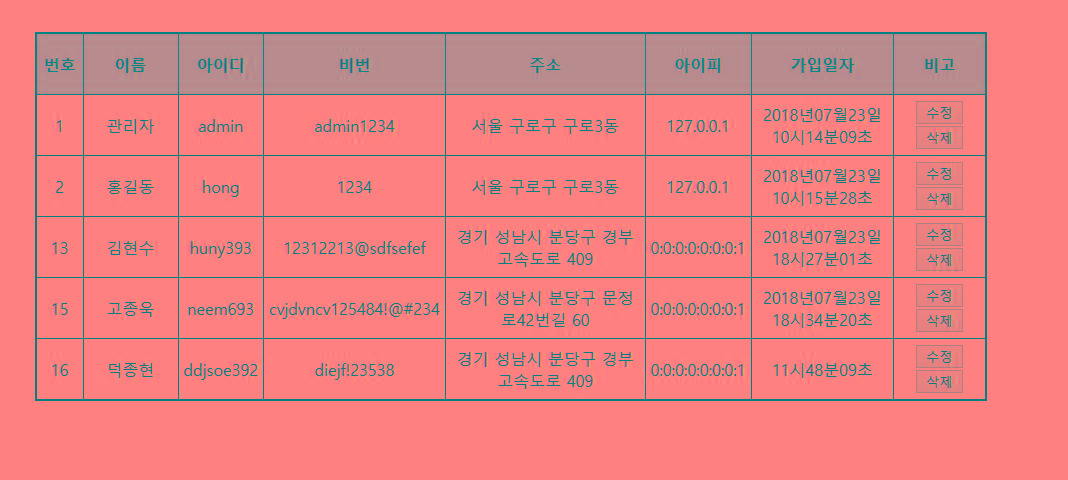 번호 이름 아이디 비번 주소 아이피 가입일자 비고
1 관리자 admin admin1234 서울 구로구 구로3동 127.0.0.1 2018년07월23일 10시14분09초 수정 삭제
2 홍길동 hong 1234 서울 구로구 구로3동 127.0.0.1 2018년07월23일 10시15분28초 수정 삭제
13 김현수 huny393 12312213@sdfsefef 경기 성남시 분당구 경부고속도로 409 0:0:0:0:0:0:0:1 2018년07월23일 18시27분01초 수정 삭제
15 고종욱 neem693 cvjdvncv125484!@#234 경기 성남시 분당구 문정로42번길 60 0:0:0:0:0:0:0:1 2018년07월23일 18시34분20초 수정 삭제
16 덕종현 ddjsoe392 diejf!23538 경기 성남시 분당구 경부고속도로 409 0:0:0:0:0:0:0:1 11시48분09초 수정 삭제